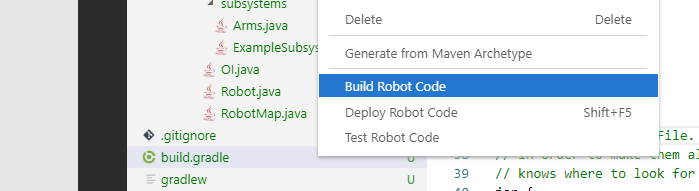 subsystems
Delete Delete
Arms.java
ExampleSubsy
Generate from Maven Archetype
OI.java
Robot.java
Build Robot Code
RobotMap.java
Deploy Robot Code Shift+F5
.gitignore
Test Robot Code
File.
build.gradle U
38 // in order to make them al
gradlew U
39 // knows where to look for
40 jar {